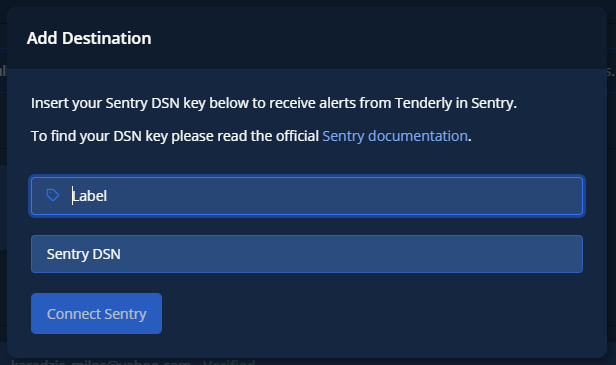 Add Destination
Insert your Sentry DSN key below to receive alerts from Tenderly in Sentry.
To find your DSN key please read the official Sentry documentation.
Label
Sentry DSN
Connect Sentry